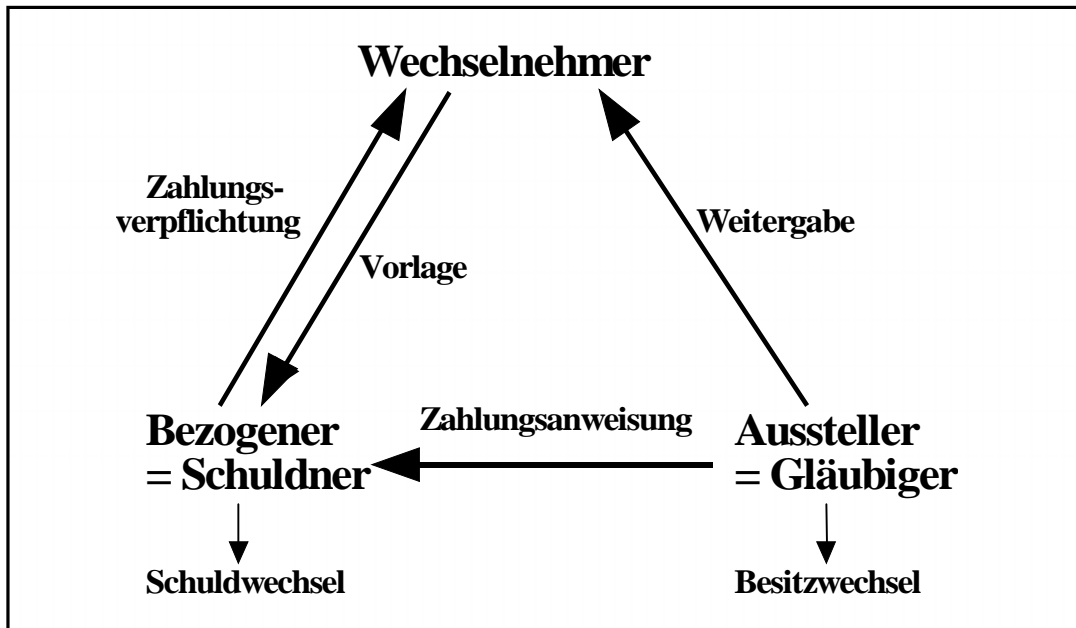 Wechselnehmer
Zahlungs-
verpflichtung
Weitergabe
Vorlage
Bezogener
= Schuldner
Zahlungsanweisung
Aussteller
= Gläubiger
Schuldwechsel
Besitzwechsel